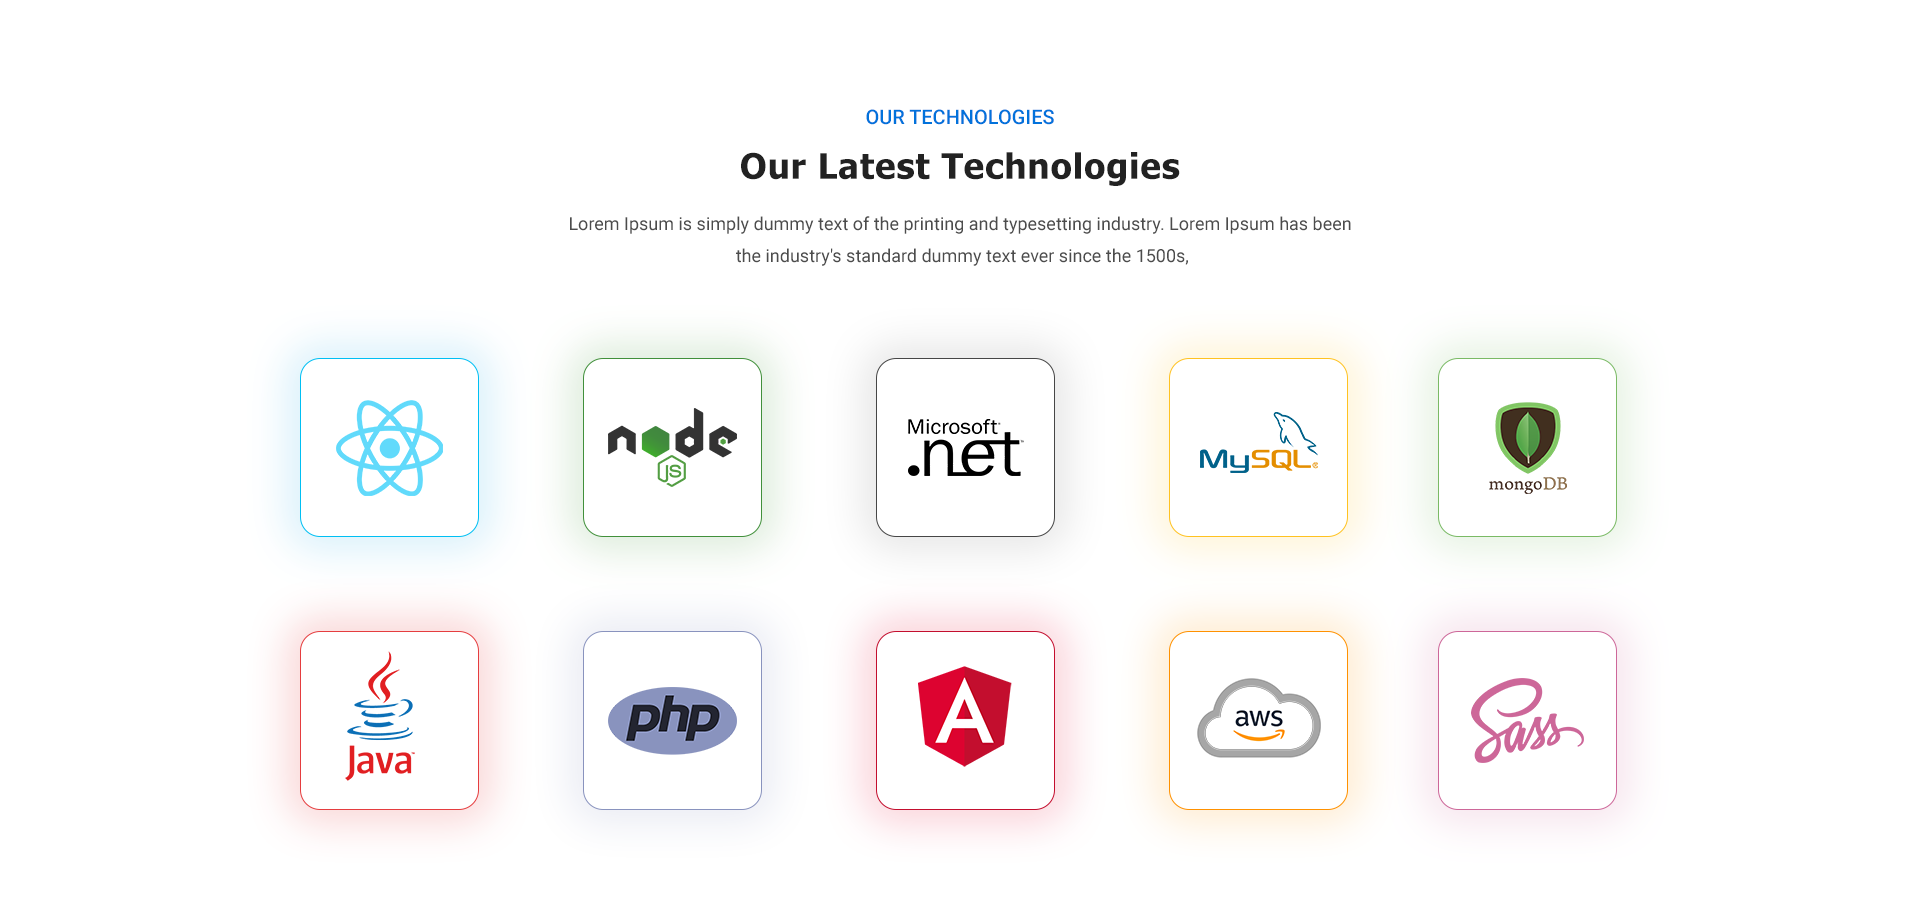 OUR TECHNOLOGIES
Our Latest Technologies
Lorem Ipsum is simply dummy text of the printing and typesetting industry. Lorem Ipsum has been
the industry's standard dummy text ever since the 1500s,
node
JS
Microsoft
.net
MySQL®
mongoDB
Java™
php
A
aws
Sass